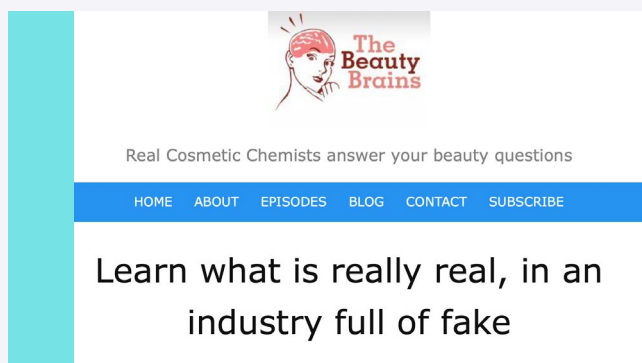 The
Beauty
Brains
Real Cosmetic Chemists answer your beauty questions
HOME ABOUT EPISODES BLOG CONTACT SUBSCRIBE
Learn what is really real, in an
industry full of fake